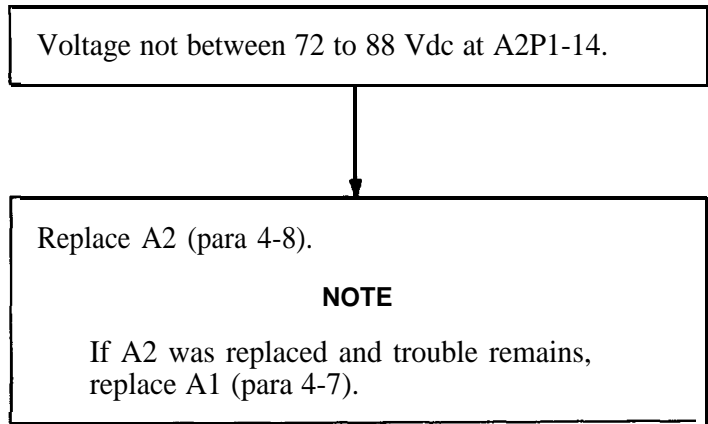 Voltage not between 72 to 88 Vdc at A2P1-14.
Replace A2 (para 4-8).
NOTE
If A2 was replaced and trouble remains,
replace A1 (para 4-7).